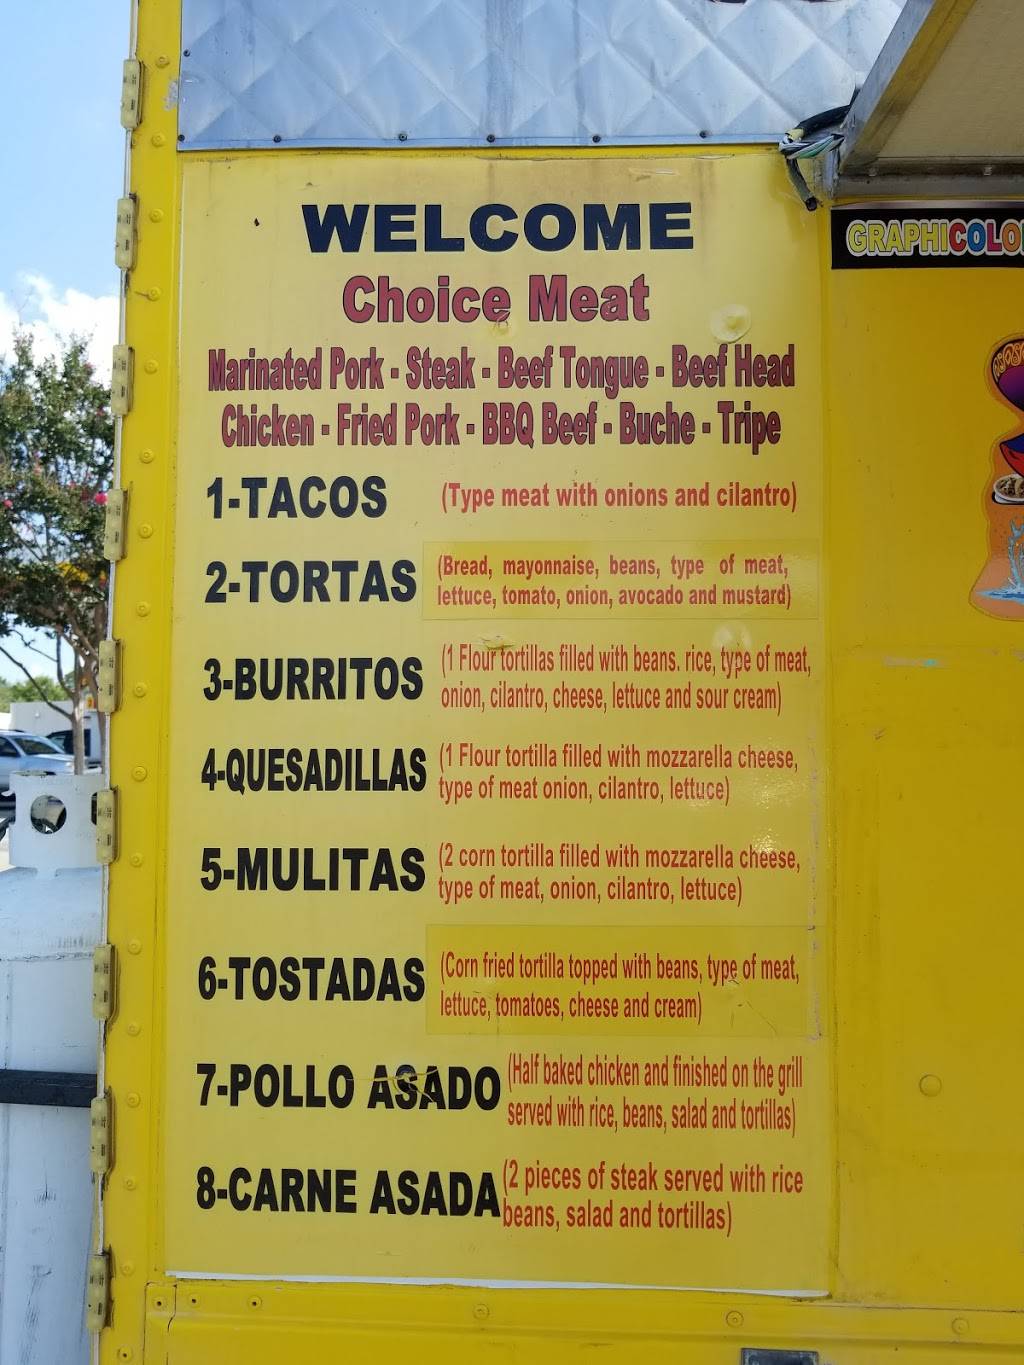 WELCOME
Choice Meat
Marinated Pork - Steak - Beef Tongue - Beef Head
Chicken - Fried Pork - BBQ Beef - Buche - Tripe
1-TACOS (Type meat with onions and cilantro)
2-TORTAS (Bread, mayonnaise, beans, type of meat,
lettuce, tomato, onion, avocado and mustard)
3-BURRITOS (1 Flour tortillas filled with beans. rice, type of meat,
onion, cilantro, cheese, lettuce and sour cream)
4-QUESADILLAS (1 Flour tortilla filled with mozzarella cheese,
type of meat onion, cilantro, lettuce)
5-MULITAS (2 corn tortilla filled with mozzarella cheese,
type of meat, onion, cilantro, lettuce)
6-TOSTADAS (Corn fried tortilla topped with beans, type of meat,
lettuce, tomatoes, cheese and cream)
7-POLLO ASADO (Half baked chicken and finished on the grill
served with rice, beans, salad and tortillas)
8-CARNE ASADA (2 pieces of steak served with rice
beans, salad and tortillas)
GRAPHICOLO